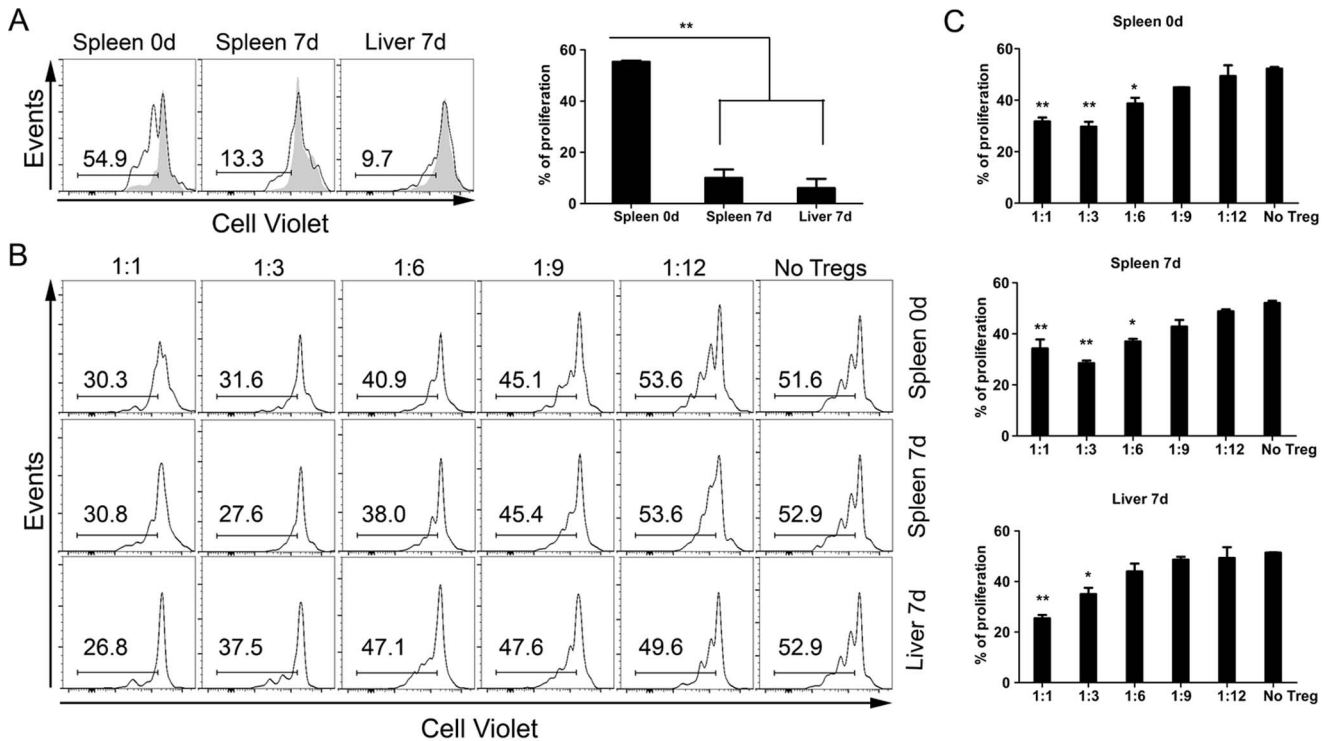 A
Spleen 0d Spleen 7d Liver 7d
Events
54.9 13.3 9.7
Cell Violet
**
% of proliferation
60
40
20
0
Spleen 0d Spleen 7d Liver 7d
B
1:1 1:3 1:6 1:9 1:12 No Tregs
Events
30.3 31.6 40.9 45.1 53.6 51.6
Spleen 0d
30.8 27.6 38.0 45.4 53.6 52.9
Spleen 7d
26.8 37.5 47.1 47.6 49.6 52.9
Liver 7d
Cell Violet
C
Spleen 0d
% of proliferation
60
40
20
0
** ** *
1:1 1:3 1:6 1:9 1:12 No Treg
Spleen 7d
% of proliferation
60
40
20
0
** ** *
1:1 1:3 1:6 1:9 1:12 No Treg
Liver 7d
% of proliferation
60
40
20
0
** *
1:1 1:3 1:6 1:9 1:12 No Treg